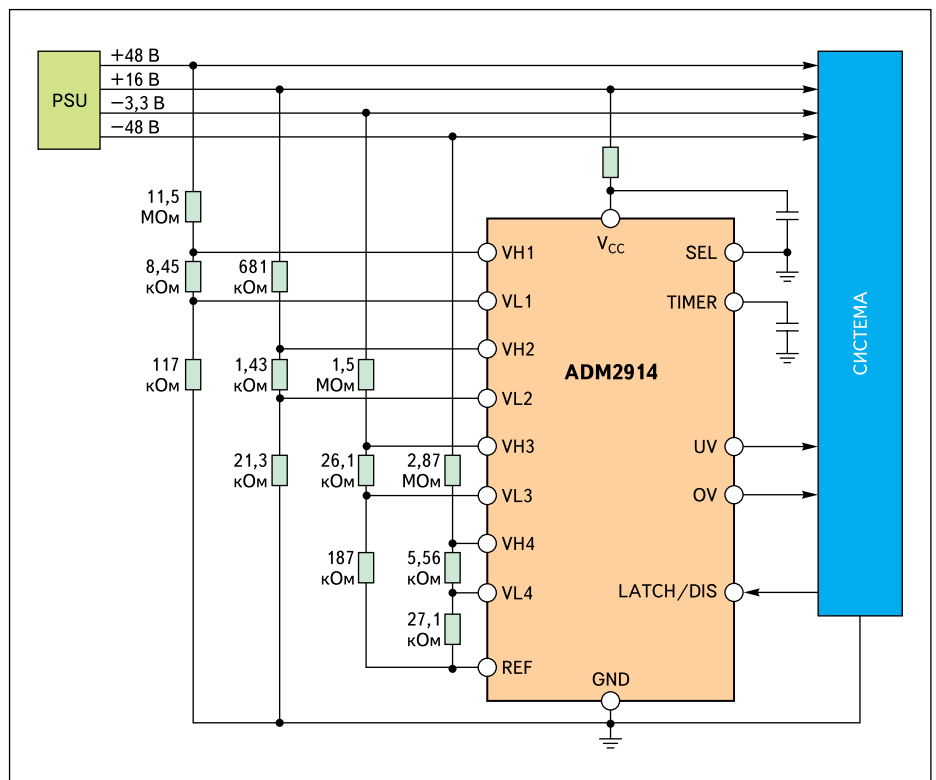 +48 В
+16 В
−3,3 В
−48 В
PSU
11,5
МОм
8,45
кОм
681
кОм
117
кОм
1,43
кОм
1,5
МОм
21,3
кОм
26,1
кОм
2,87
МОм
187
кОм
5,56
кОм
27,1
кОм
VH1
VL1
VH2
VL2
VH3
VL3
VH4
VL4
REF
VCC
ADM2914
GND
SEL
TIMER
UV
OV
LATCH/DIS
СИСТЕМА